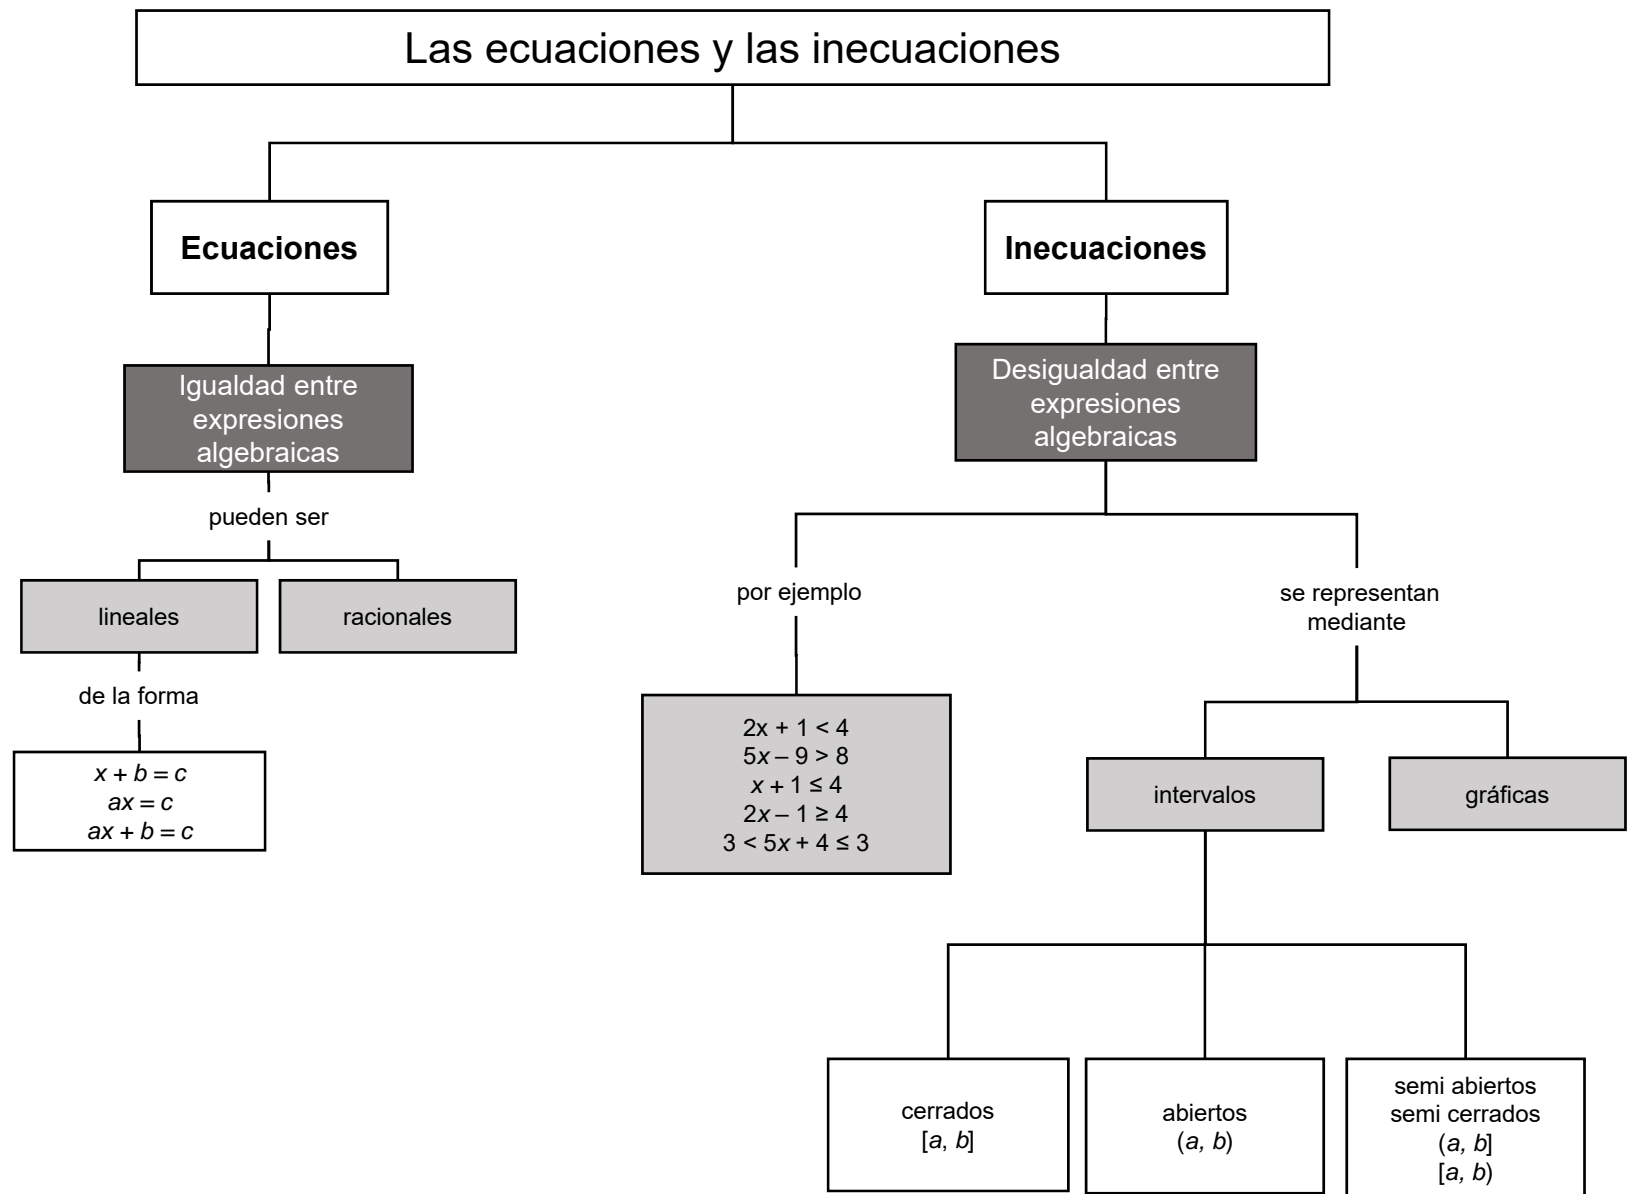 Las ecuaciones y las inecuaciones
Ecuaciones
Igualdad entre
expresiones
algebraicas
pueden ser
lineales
racionales
de la forma
x + b = c
ax = c
ax + b = c
Inecuaciones
Desigualdad entre
expresiones
algebraicas
por ejemplo
2x + 1 < 4
5x – 9 > 8
x + 1 ≤ 4
2x – 1 ≥ 4
3 < 5x + 4 ≤ 3
se representan
mediante
intervalos
gráficas
cerrados
[a, b]
abiertos
(a, b)
semi abiertos
semi cerrados
(a, b]
[a, b)